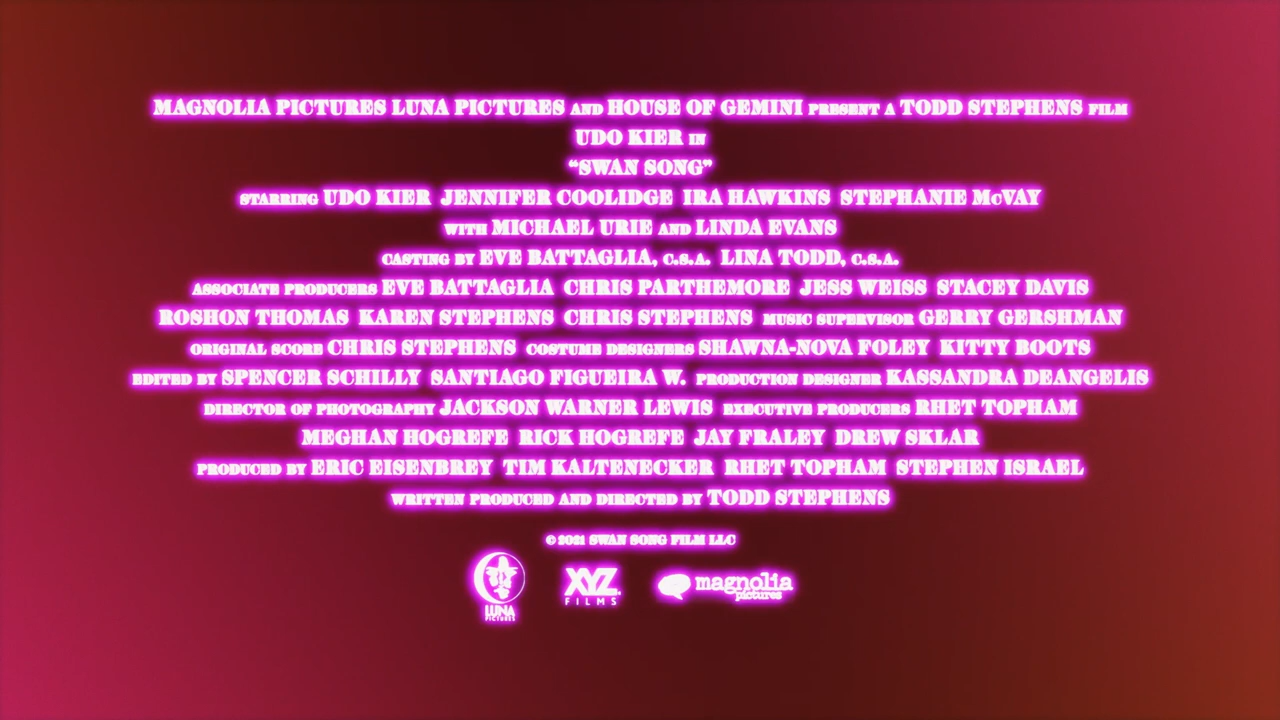 MAGNOLIA PICTURES LUNA PICTURES AND HOUSE OF GEMINI PRESENT A TODD STEPHENS FILM
UDO KIER IN
“SWAN SONG”
STARRING UDO KIER JENNIFER COOLIDGE IRA HAWKINS STEPHANIE McVAY
WITH MICHAEL URIE AND LINDA EVANS
CASTING BY EVE BATTAGLIA, C.S.A. LINA TODD, C.S.A.
ASSOCIATE PRODUCERS EVE BATTAGLIA CHRIS PARTHEMORE JESS WEISS STACEY DAVIS
ROSHON THOMAS KAREN STEPHENS CHRIS STEPHENS MUSIC SUPERVISOR GERRY GERSHMAN
ORIGINAL SCORE CHRIS STEPHENS COSTUME DESIGNERS SHAWNA-NOVA FOLEY KITTY BOOTS
EDITED BY SPENCER SCHILLY SANTIAGO FIGUEIRA W. PRODUCTION DESIGNER KASSANDRA DEANGELIS
DIRECTOR OF PHOTOGRAPHY JACKSON WARNER LEWIS EXECUTIVE PRODUCERS RHET TOPHAM
MEGHAN HOGREFE RICK HOGREFE JAY FRALEY DREW SKLAR
PRODUCED BY ERIC EISENBREY TIM KALTENECKER RHET TOPHAM STEPHEN ISRAEL
WRITTEN PRODUCED AND DIRECTED BY TODD STEPHENS
© 2021 SWAN SONG FILM LLC
LUNA PICTURES
XYZ FILMS
magnolia pictures